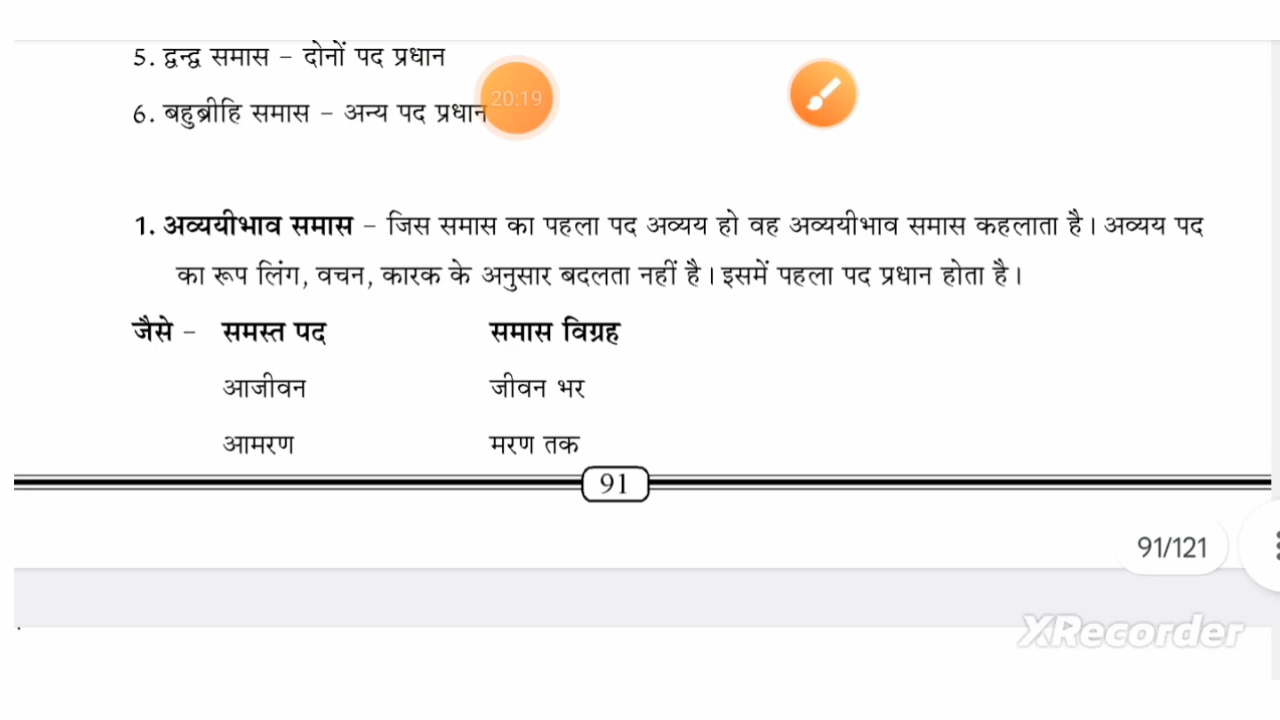 5. द्वन्द्व समास – दोनों पद प्रधान
6. बहुब्रीहि समास – अन्य पद प्रधान
20:19
1. अव्ययीभाव समास – जिस समास का पहला पद अव्यय हो वह अव्ययीभाव समास कहलाता है। अव्यय पद
का रूप लिंग, वचन, कारक के अनुसार बदलता नहीं है। इसमें पहला पद प्रधान होता है।
जैसे – समस्त पद समास विग्रह
आजीवन जीवन भर
आमरण मरण तक
91
91/121
XRecorder